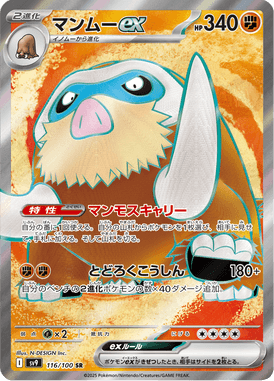 2進化
マンムーex
HP340
イノムーから進化
特性 マンモスキャリー
自分の番に1回使える。自分の山札からポケモンを1枚選び、相手に見せて手札に加える。そして山札を切る。
とどろくこうしん 180+
自分のベンチの2進化ポケモンの数×40ダメージ追加。
弱点 ×2 抵抗力 にげる
exルール
ポケモンexがきぜつしたとき、相手はサイドを2枚とる。
Illus. N-DESIGN Inc.
sv9 116/100 SR
©2025 Pokémon/Nintendo/Creatures/GAME FREAK.